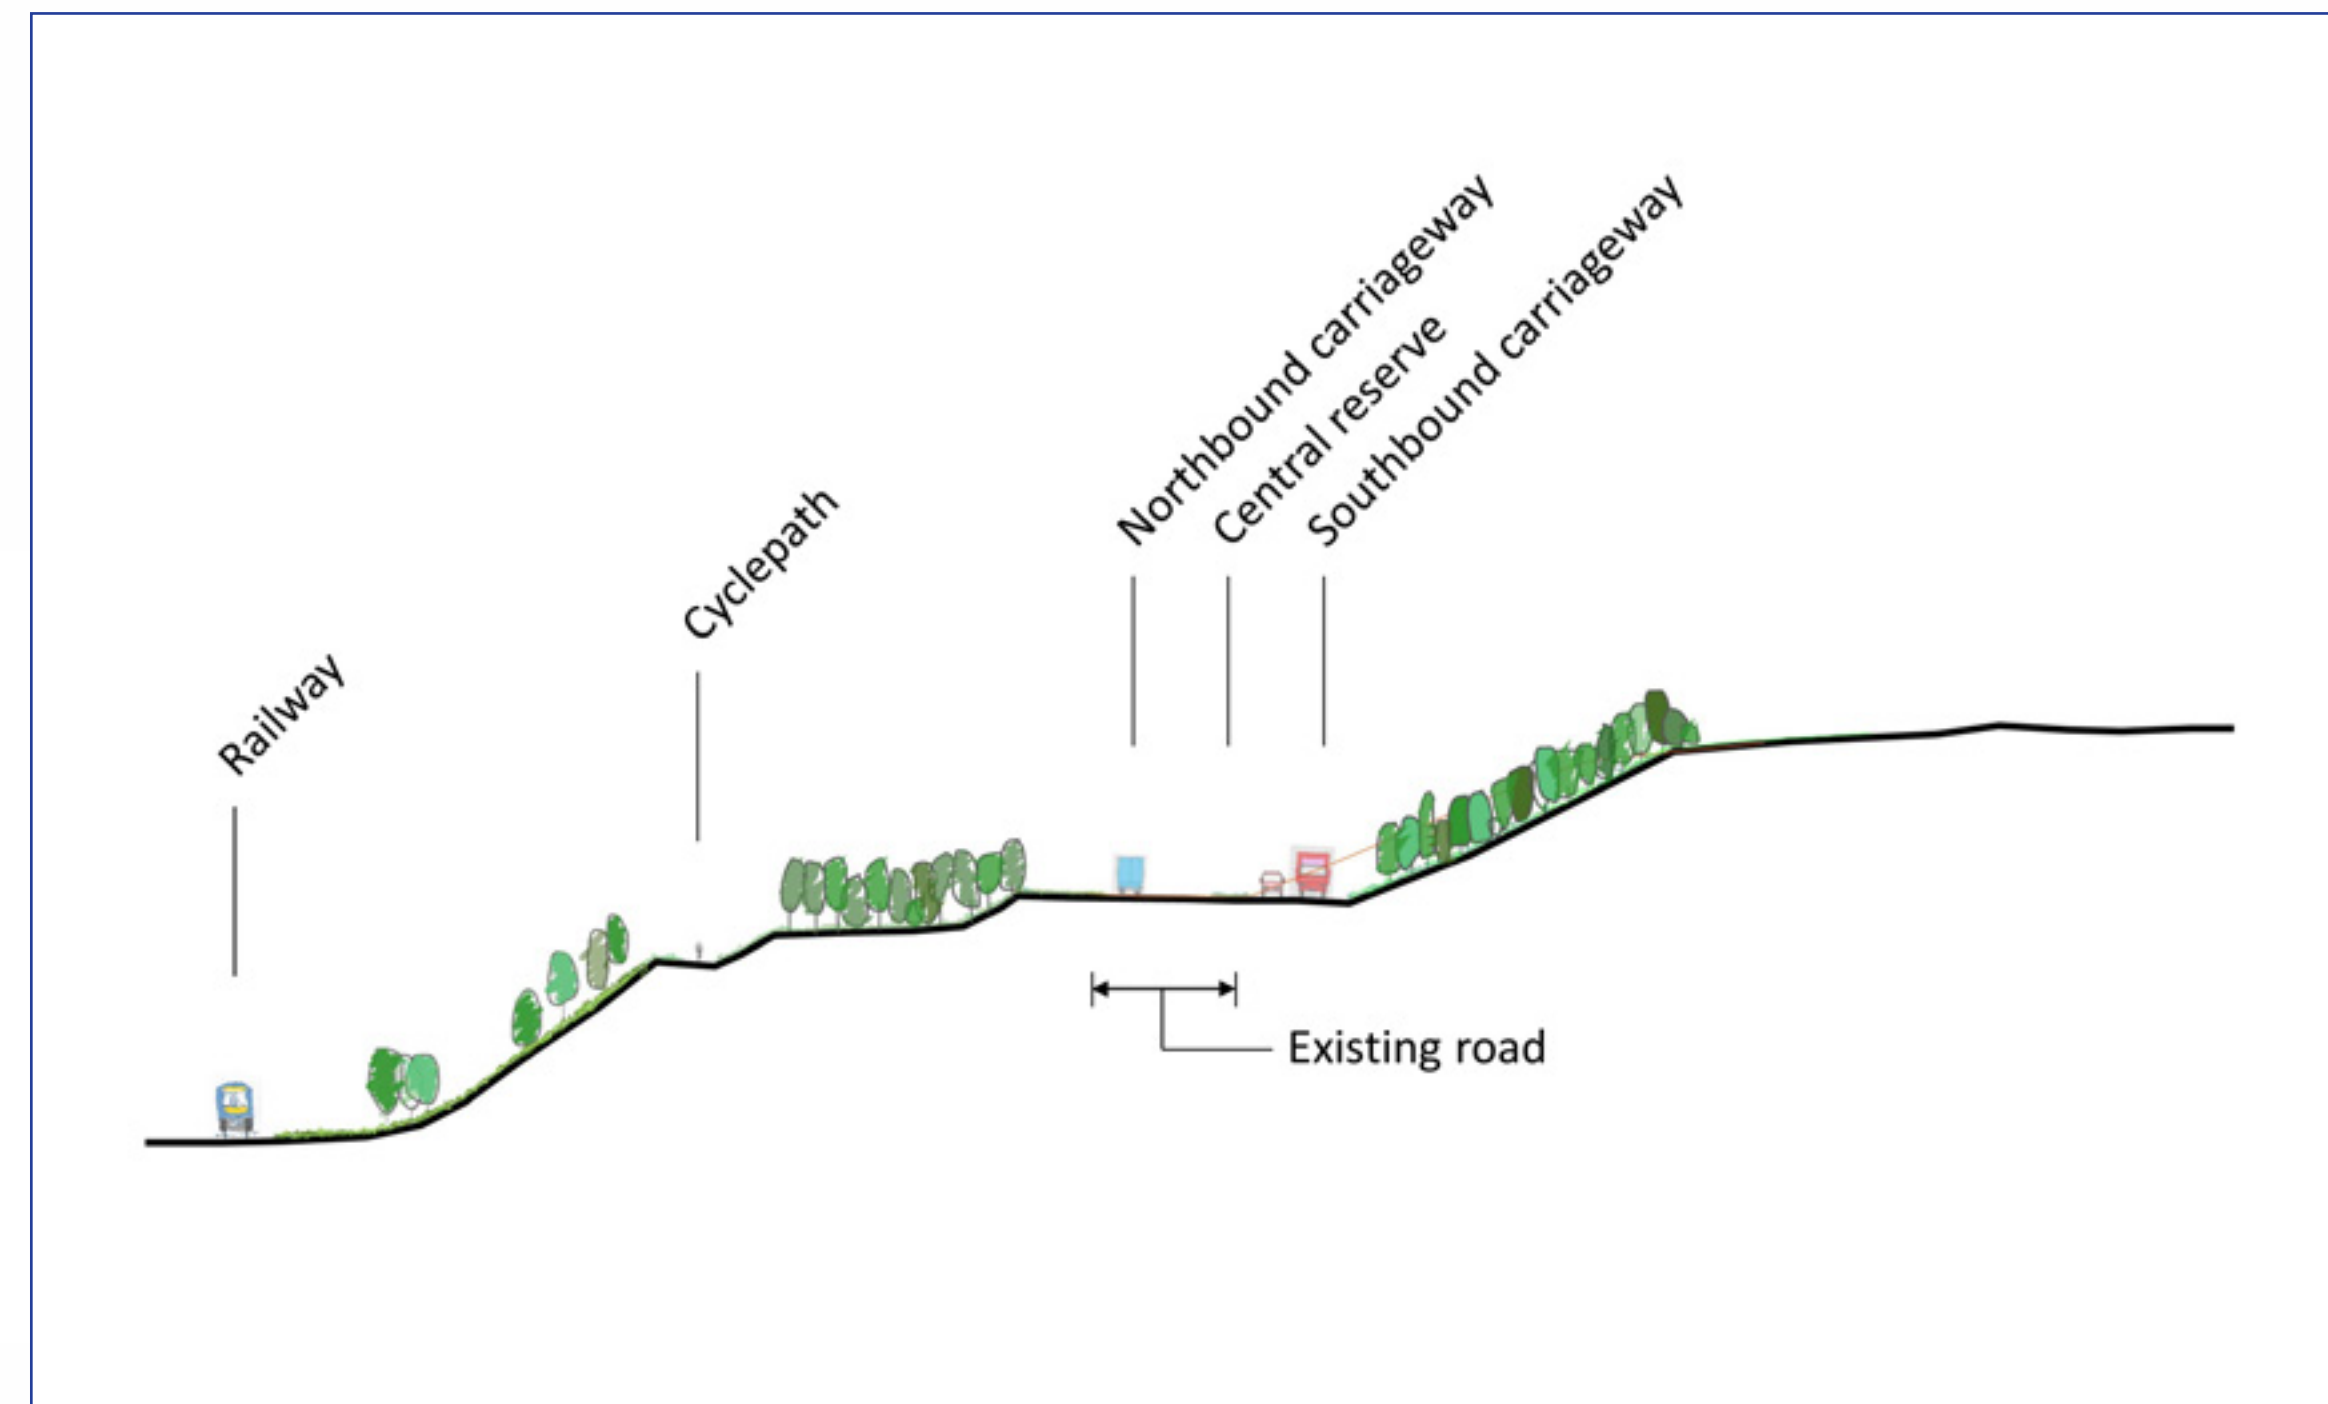 Railway
Cyclepath
Northbound carriageway
Central reserve
Southbound carriageway
Existing road